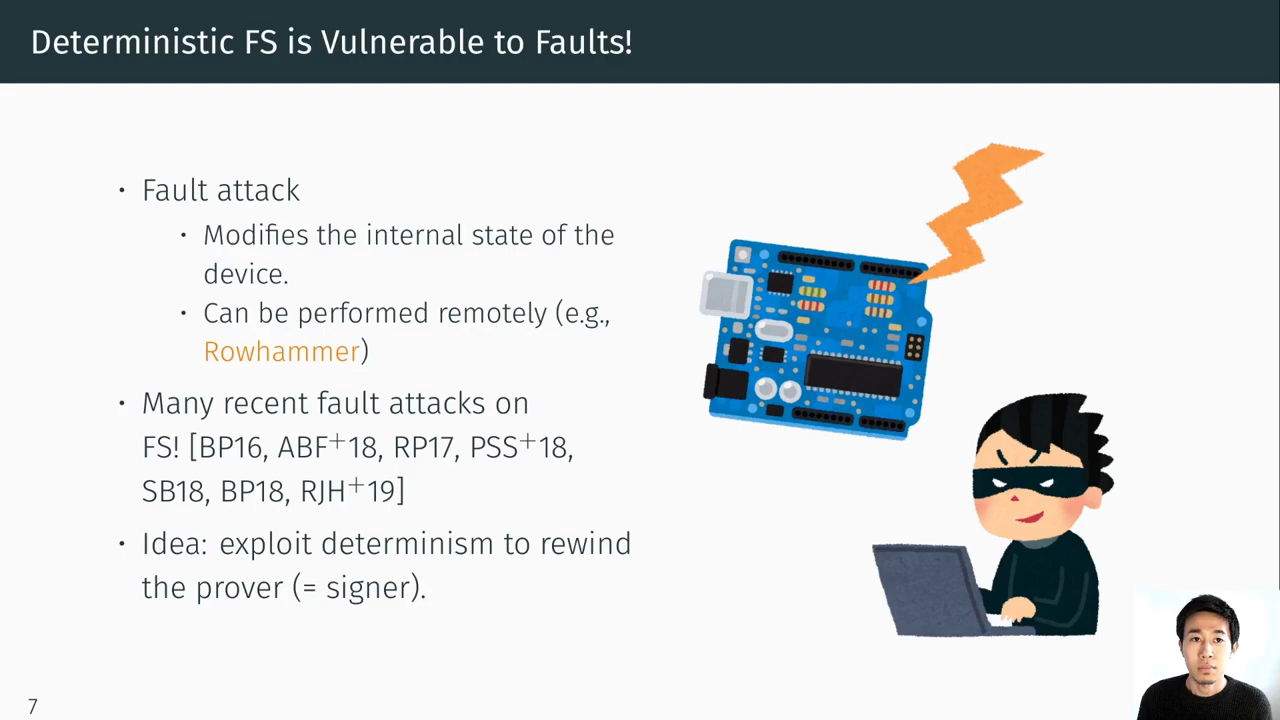 Deterministic FS is Vulnerable to Faults!
• Fault attack
• Modifies the internal state of the
device.
• Can be performed remotely (e.g.,
Rowhammer)
• Many recent fault attacks on
FS! [BP16, ABF+18, RP17, PSS+18,
SB18, BP18, RJH+19]
• Idea: exploit determinism to rewind
the prover (= signer).
7